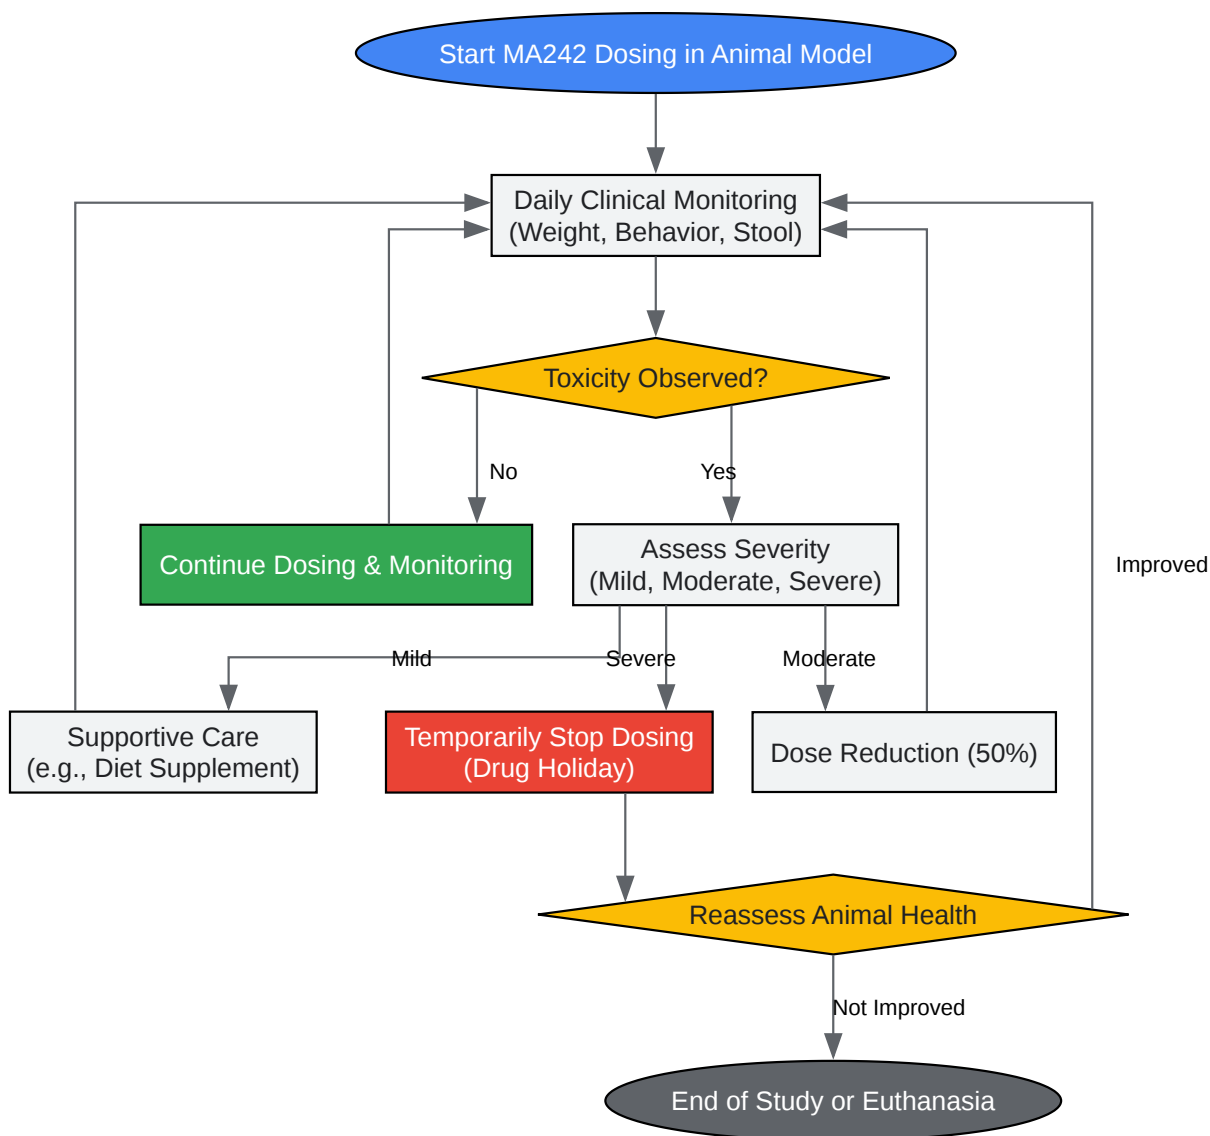 Start MA242 Dosing in Animal Model
Daily Clinical Monitoring
(Weight, Behavior, Stool)
Toxicity Observed?
No
Yes
Continue Dosing & Monitoring
Assess Severity
(Mild, Moderate, Severe)
Improved
Mild
Severe
Moderate
Supportive Care
(e.g., Diet Supplement)
Temporarily Stop Dosing
(Drug Holiday)
Dose Reduction (50%)
Reassess Animal Health
Not Improved
End of Study or Euthanasia